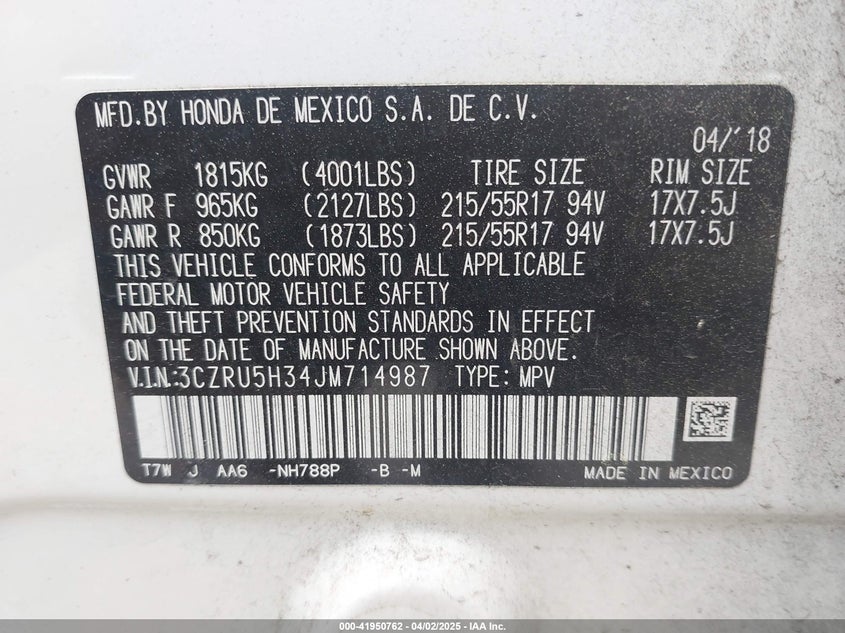 MFD.BY HONDA DE MEXICO S.A. DE C.V.
04/'18
GVWR 1815KG (4001LBS) TIRE SIZE RIM SIZE
GAWR F 965KG (2127LBS) 215/55R17 94V 17X7.5J
GAWR R 850KG (1873LBS) 215/55R17 94V 17X7.5J
THIS VEHICLE CONFORMS TO ALL APPLICABLE
FEDERAL MOTOR VEHICLE SAFETY
AND THEFT PREVENTION STANDARDS IN EFFECT
ON THE DATE OF MANUFACTURE SHOWN ABOVE.
V.I.N.:3CZRU5H34JM714987 TYPE: MPV
T7W J AA6 -NH788P -B -M MADE IN MEXICO
000-41950762 - 04/02/2025 - IAA Inc.